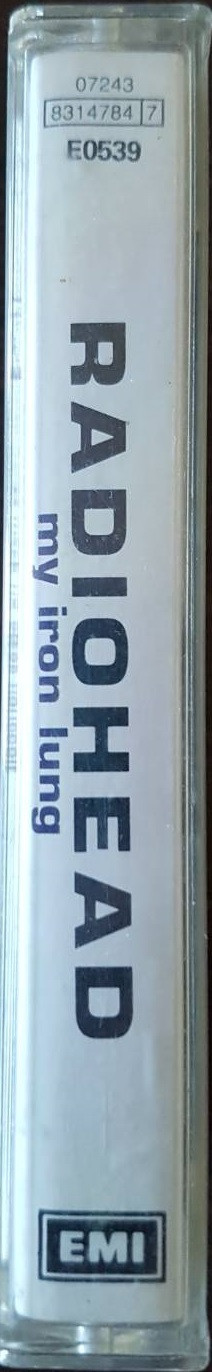 07243
8314784 7
E0539
RADIOHEAD
my iron lung
EMI